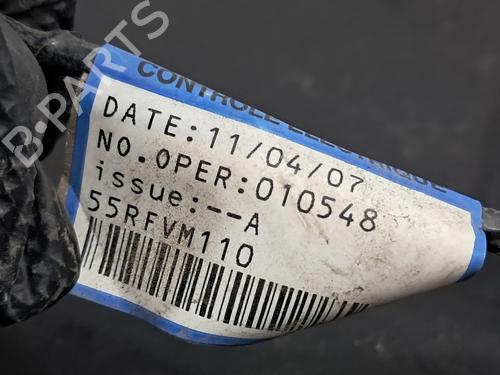 CONTROLE ELECTRIQUE
DATE:11/04/07
NO.OPER:010548
issue:--A
55RFVM110
B-PARTS